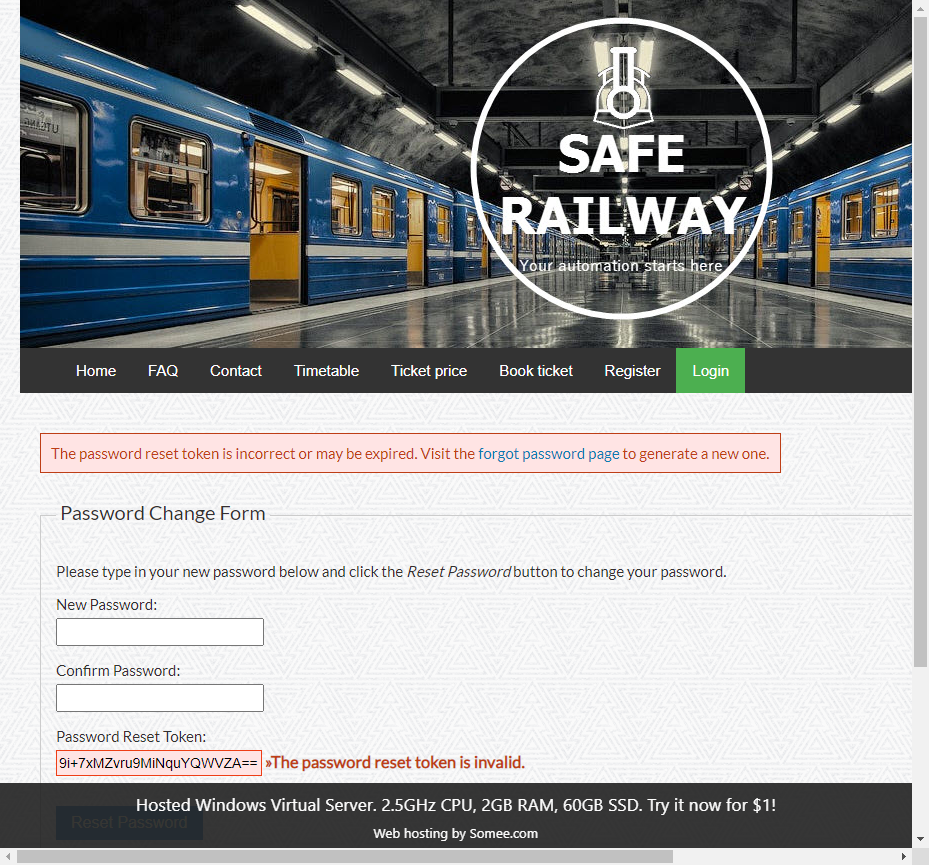 SAFE
RAILWAY
Your automation starts here
Home FAQ Contact Timetable Ticket price Book ticket Register Login
The password reset token is incorrect or may be expired. Visit the forgot password page to generate a new one.
Password Change Form
Please type in your new password below and click the Reset Password button to change your password.
New Password:
Confirm Password:
Password Reset Token:
9i+7xMZvru9MiNquYQWVZA== »The password reset token is invalid.
Hosted Windows Virtual Server. 2.5GHz CPU, 2GB RAM, 60GB SSD. Try it now for $1!
Reset Password
Web hosting by Somee.com